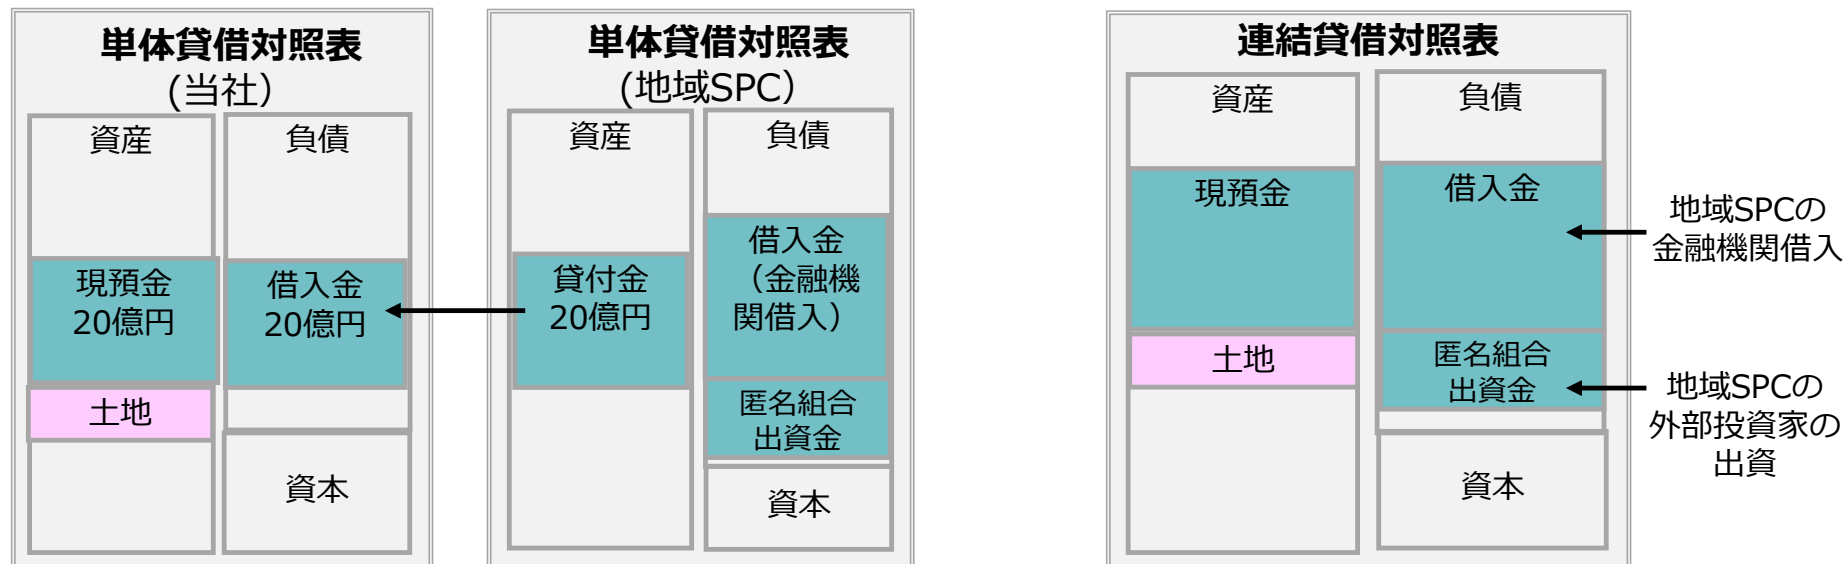 単体貸借対照表
(当社）
資産
負債
現預金
20億円
借入金
20億円
土地
資本
単体貸借対照表
(地域SPC）
資産
負債
貸付金
20億円
借入金
（金融機
関借入）
匿名組合
出資金
資本
連結貸借対照表
資産
負債
現預金
借入金
土地
匿名組合
出資金
資本
地域SPCの
金融機関借入
地域SPCの
外部投資家の
出資